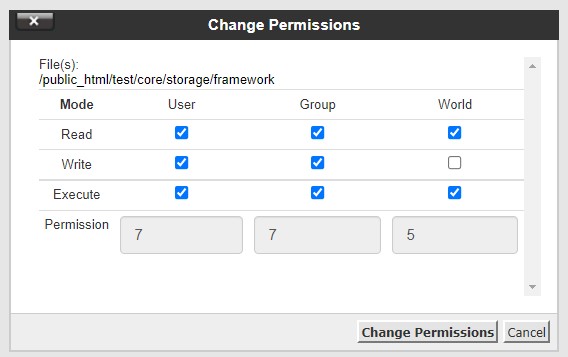 Change Permissions
File(s):
/public_html/test/core/storage/framework
Mode User Group World
Read
Write
Execute
Permission 7 7 5
Change Permissions Cancel